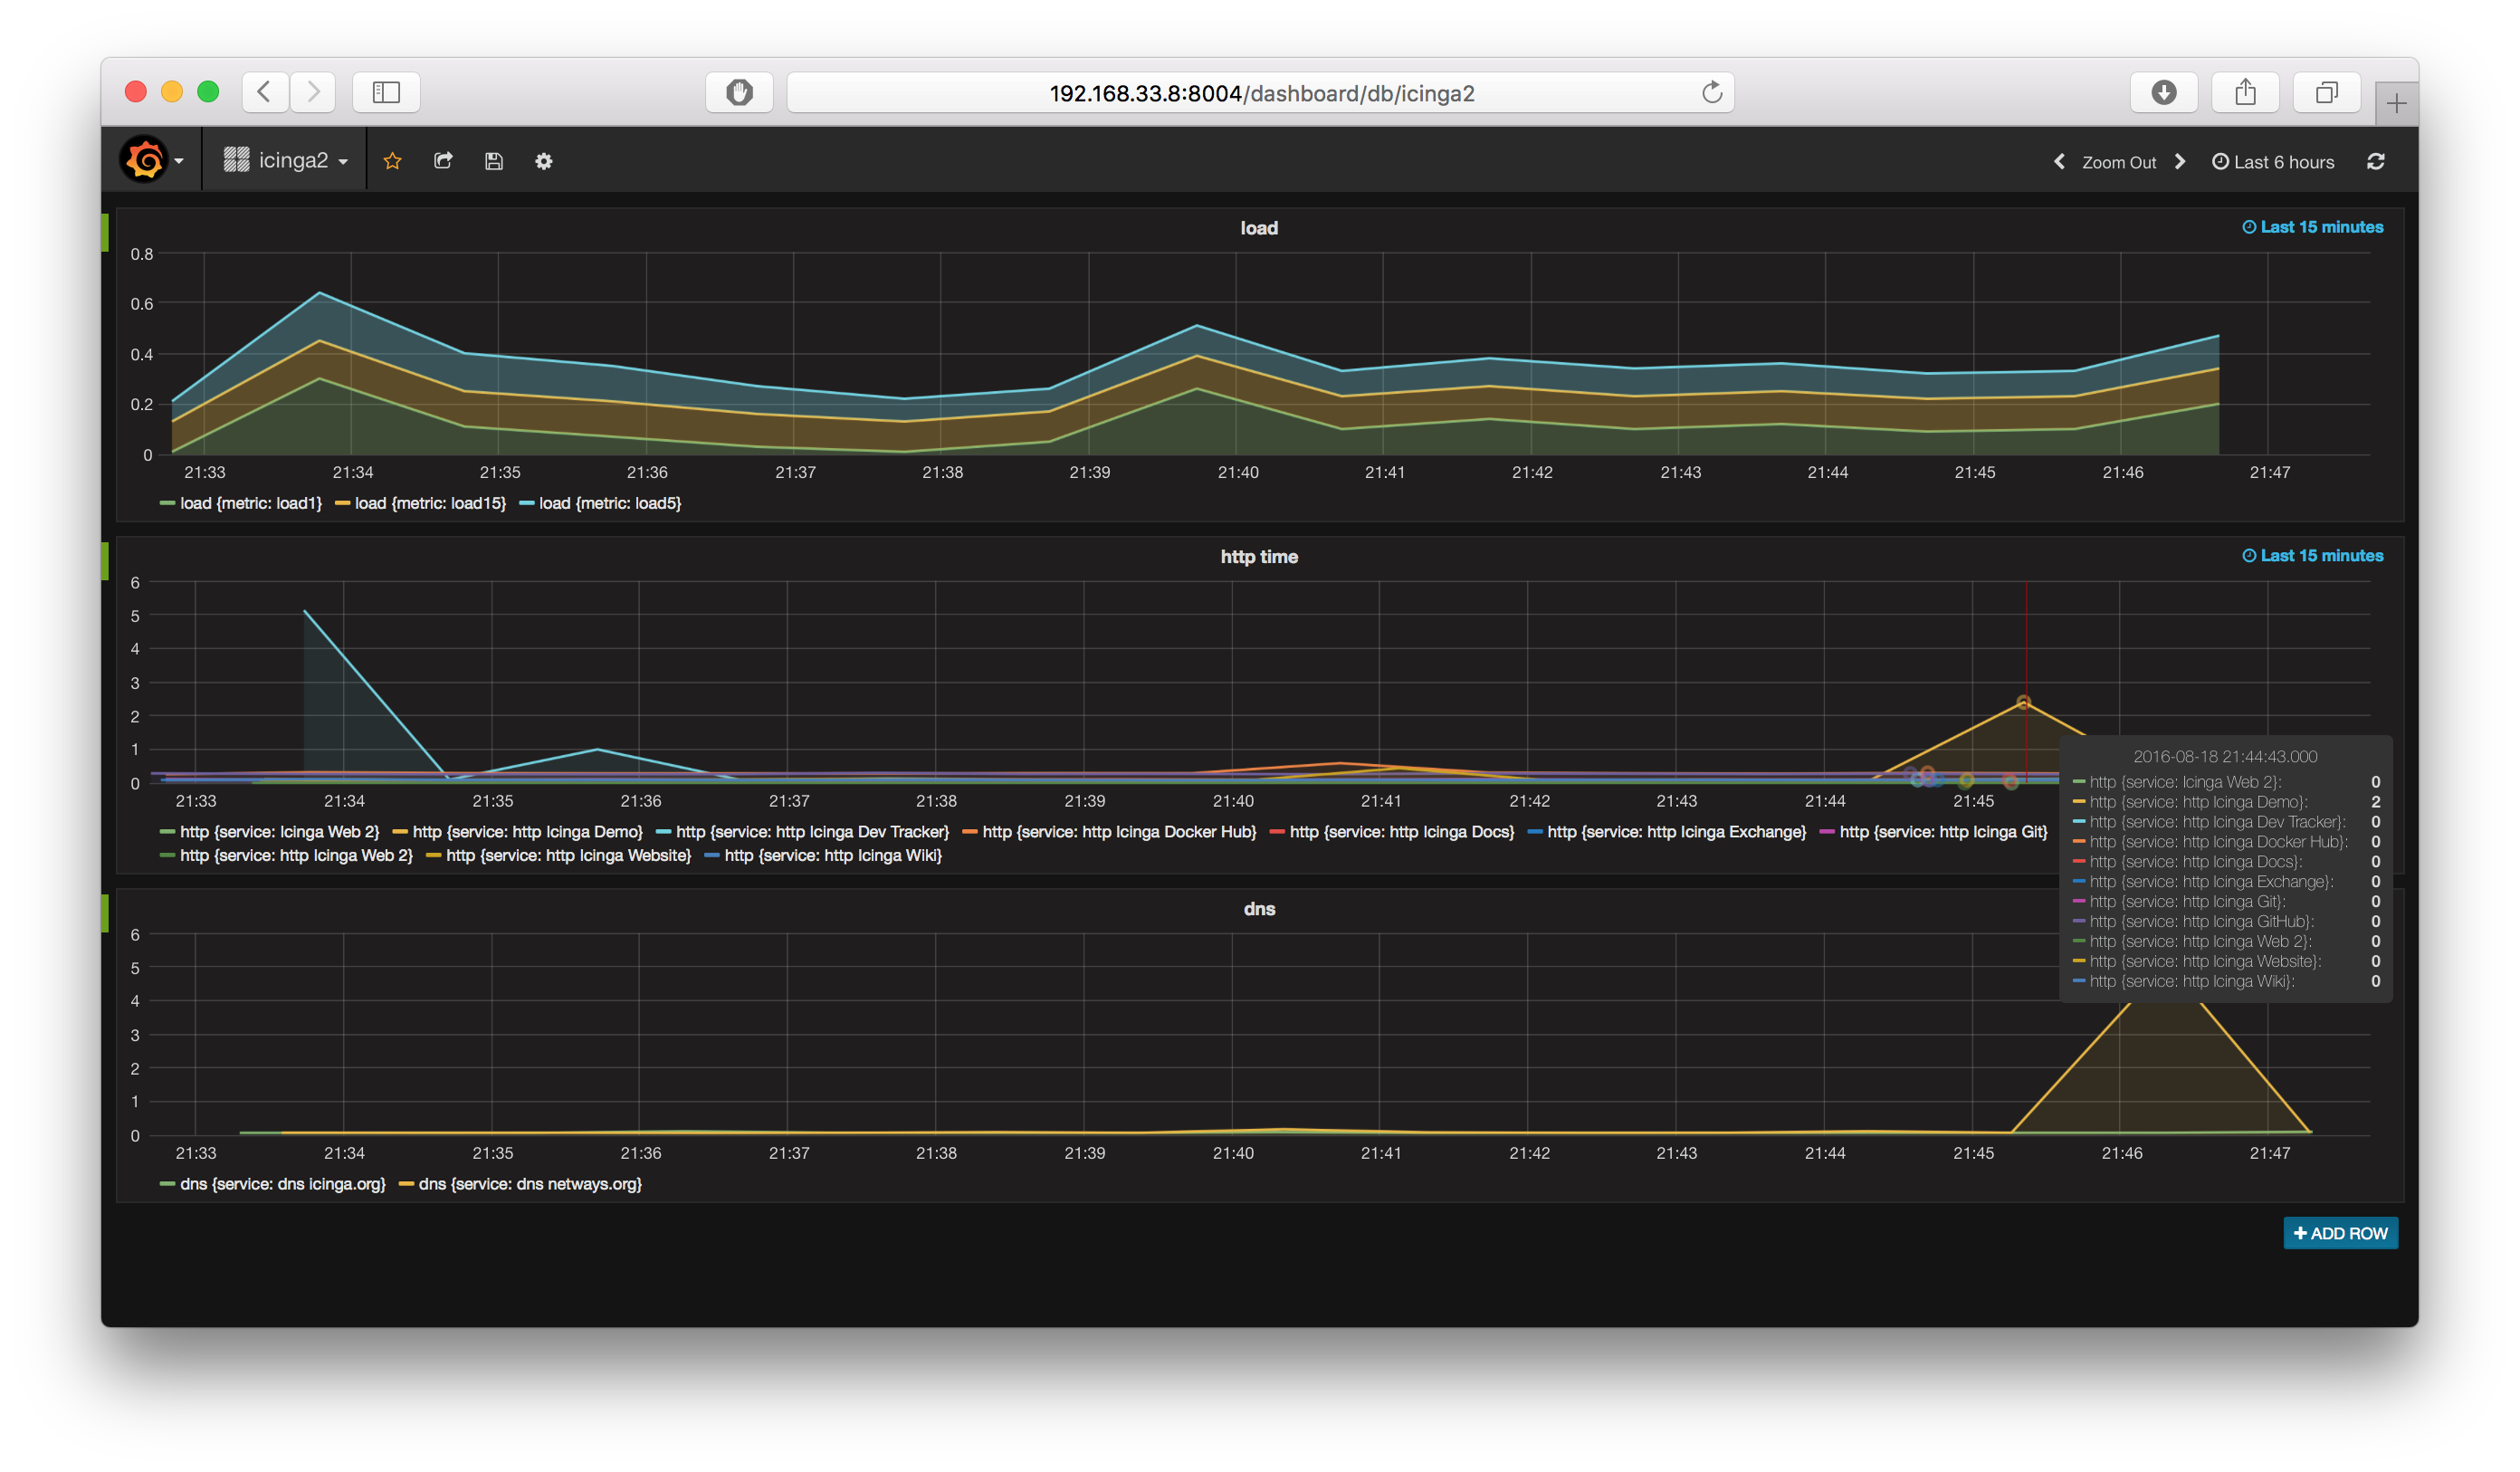 192.168.33.8:8004/dashboard/db/icinga2
icinga2
Zoom Out
Last 6 hours
load
Last 15 minutes
0.8
0.6
0.4
0.2
0
21:33 21:34 21:35 21:36 21:37 21:38 21:39 21:40 21:41 21:42 21:43 21:44 21:45 21:46 21:47
load {metric: load1} load {metric: load15} load {metric: load5}
http time
Last 15 minutes
6
5
4
3
2
1
0
21:33 21:34 21:35 21:36 21:37 21:38 21:39 21:40 21:41 21:42 21:43 21:44 21:45
http {service: Icinga Web 2} http {service: http Icinga Demo} http {service: http Icinga Dev Tracker} http {service: http Icinga Docker Hub} http {service: http Icinga Docs} http {service: http Icinga Exchange} http {service: http Icinga Git}
http {service: http Icinga Web 2} http {service: http Icinga Website} http {service: http Icinga Wiki}
2016-08-18 21:44:43.000
http {service: Icinga Web 2}: 0
http {service: http Icinga Demo}: 2
http {service: http Icinga Dev Tracker}: 0
http {service: http Icinga Docker Hub}: 0
http {service: http Icinga Docs}: 0
http {service: http Icinga Exchange}: 0
http {service: http Icinga Git}: 0
http {service: http Icinga GitHub}: 0
http {service: http Icinga Web 2}: 0
http {service: http Icinga Website}: 0
http {service: http Icinga Wiki}: 0
dns
6
5
4
3
2
1
0
21:33 21:34 21:35 21:36 21:37 21:38 21:39 21:40 21:41 21:42 21:43 21:44 21:45 21:46 21:47
dns {service: dns icinga.org} dns {service: dns netways.org}
ADD ROW